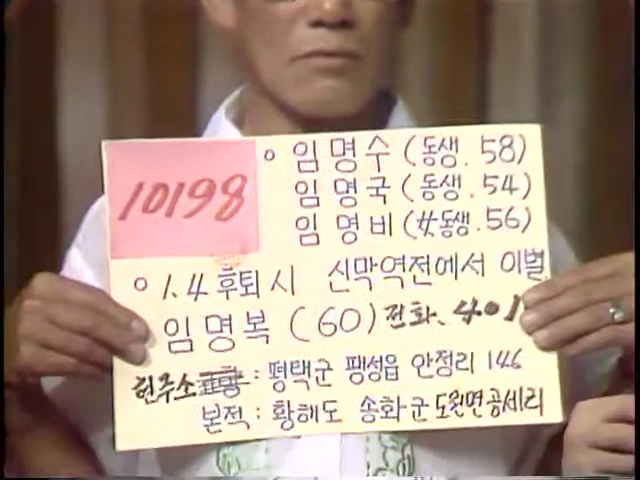 10198
○ 임명수 (동생. 58)
임명국 (동생. 54)
임명비 (女동생. 56)
○ 1.4 후퇴시 신막역전에서 이별
임명복 (60) 전화. 401
현주소 : 평택군 팽성읍 안정리 146
본적 : 황해도 송화군 도원면 공세리